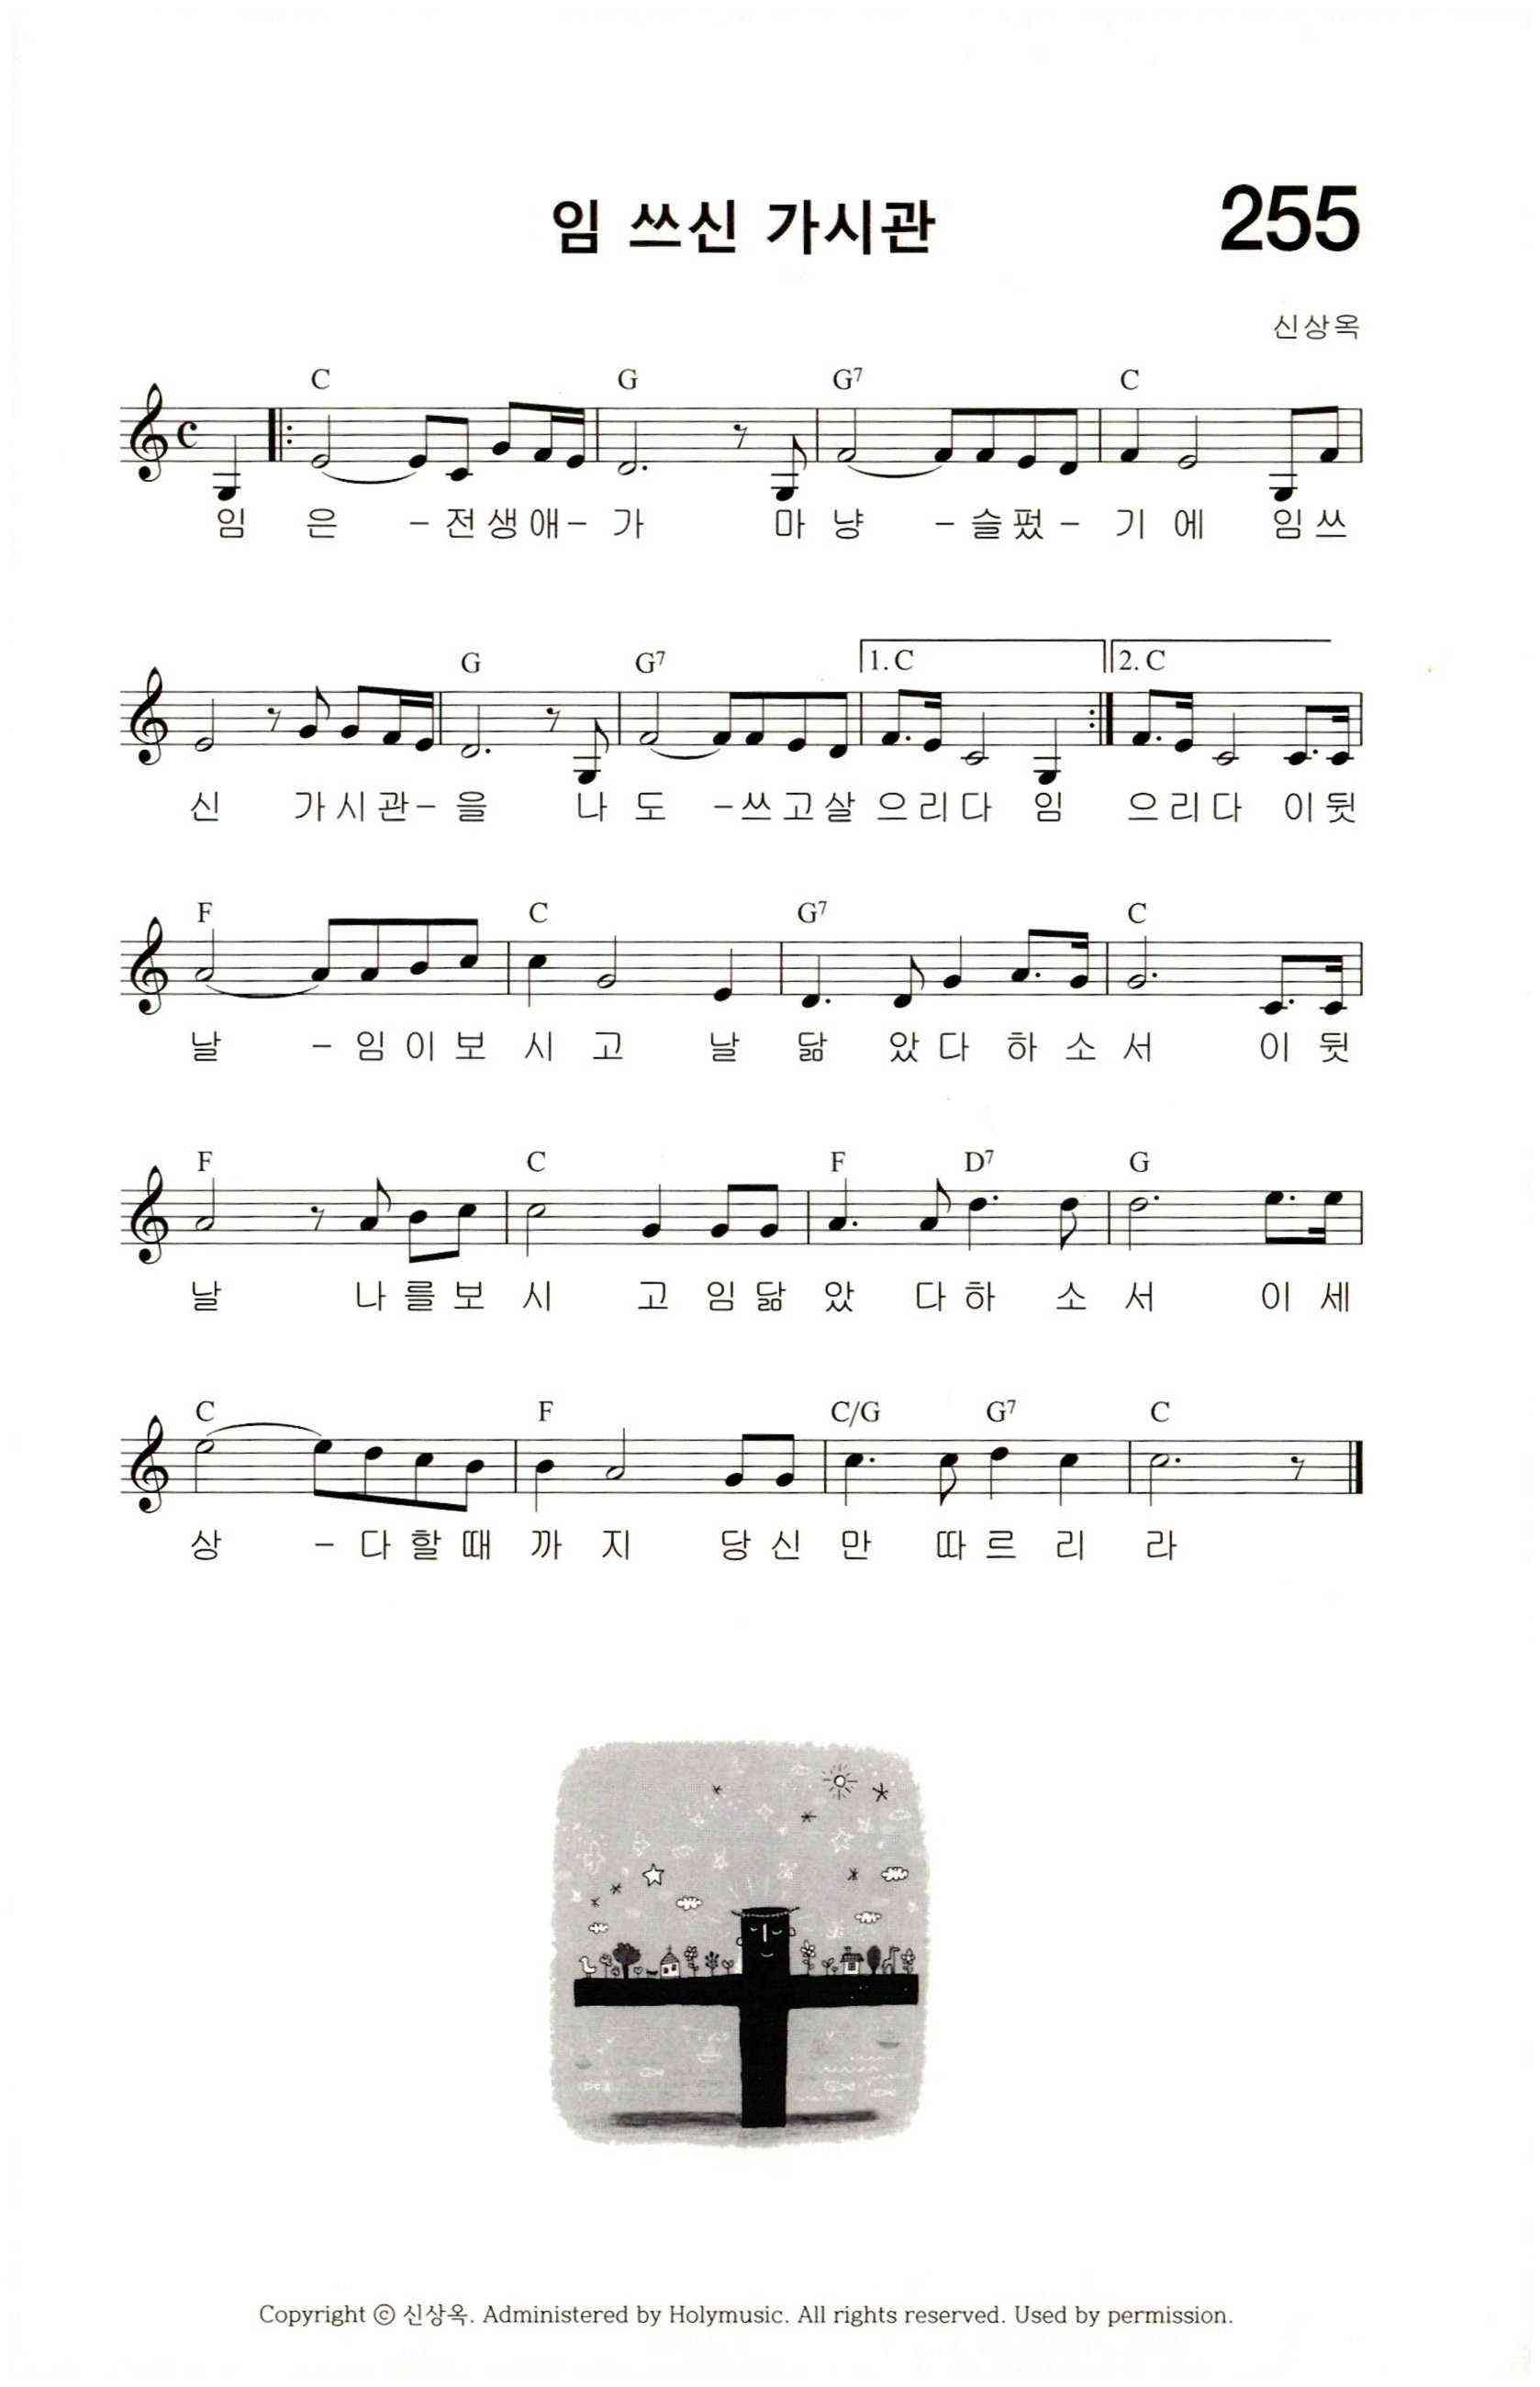 임 쓰신 가시관
255
신상옥
C G G7 C
임 은 - 전 생 애 - 가 마 냥 - 슬 펐 - 기 에 임 쓰
G G7 1. C 2. C
신 가 시 관 - 을 나 도 - 쓰 고 살 으 리 다 임 으 리 다 이 뒷
F C G7 C
날 - 임 이 보 시 고 날 닮 았 다 하 소 서 이 뒷
F C F D7 G
날 나 를 보 시 고 임 닮 았 다 하 소 서 이 세
C F C/G G7 C
상 - 다 할 때 까 지 당 신 만 따 르 리 라
Copyright ⓒ 신상옥. Administered by Holymusic. All rights reserved. Used by permission.